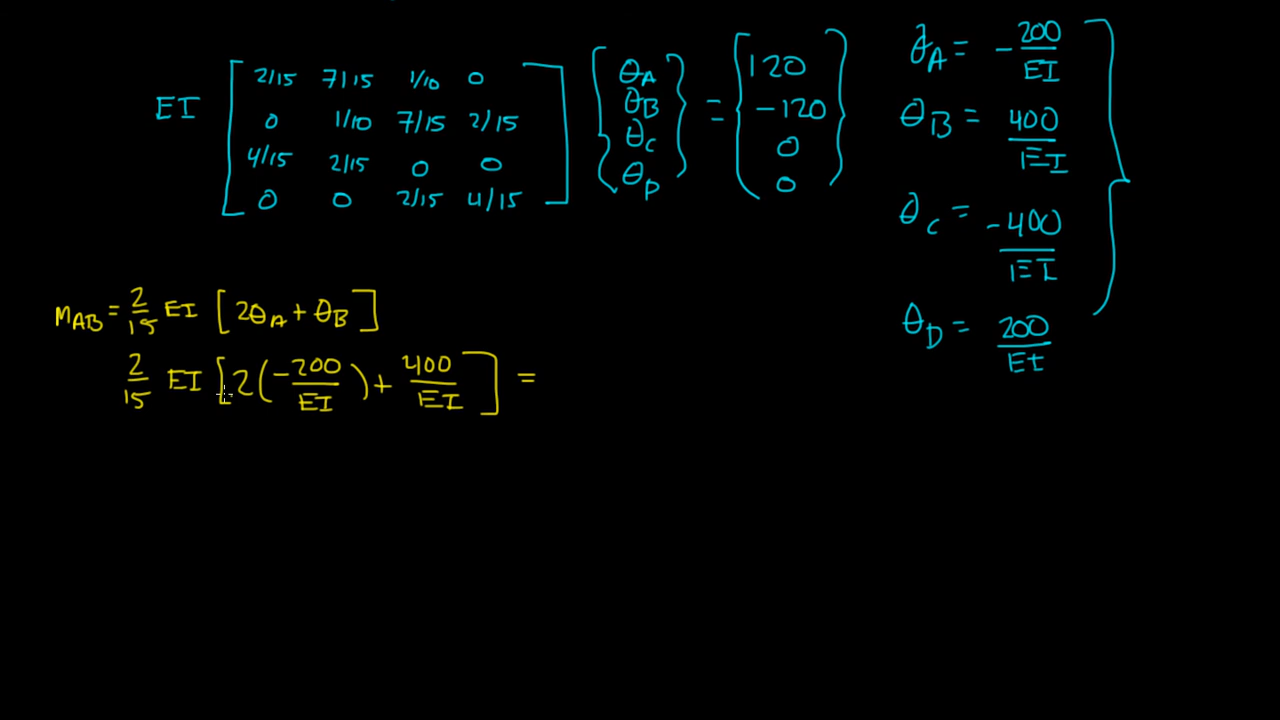 EI [ 2/15 7/15 1/10 0 ] { θA } = { 120 }
0 1/10 7/15 2/15 θB -120
4/15 2/15 0 0 θc 0
0 0 2/15 4/15 θD 0
θA = - 200/EI
θB = 400/EI
θc = -400/EI
θD = 200/EI
MAB = 2/15 EI [ 2θA + θB ]
2/15 EI [ 2 ( -200/EI ) + 400/EI ] =